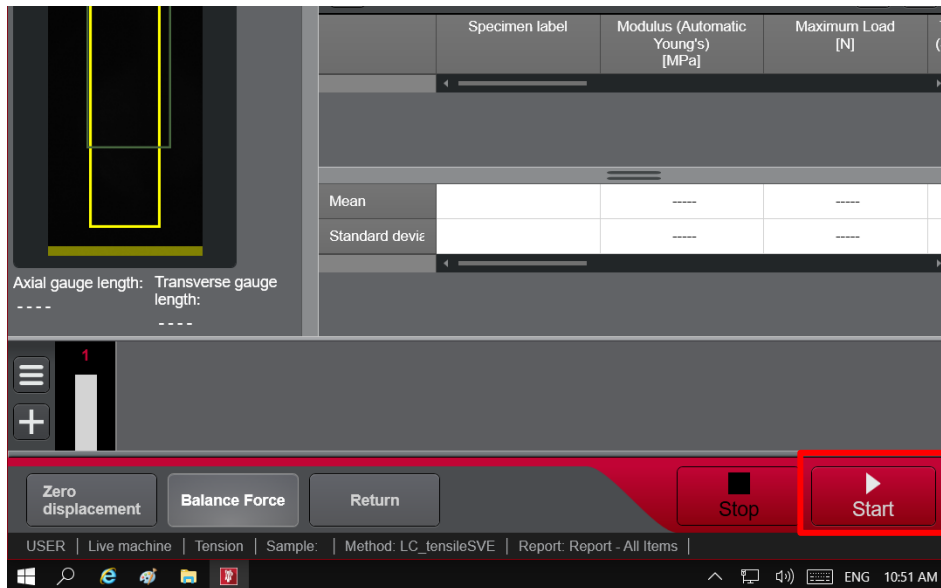 Specimen label
Modulus (Automatic
Young's)
[MPa]
Maximum Load
[N]
(
Mean
-----
-----
Standard devia
-----
-----
Axial gauge length:
- - - -
Transverse gauge
length:
- - - -
1
Zero
displacement
Balance Force
Return
Stop
Start
USER | Live machine | Tension | Sample: | Method: LC_tensileSVE | Report: Report - All Items |
ENG 10:51 AM